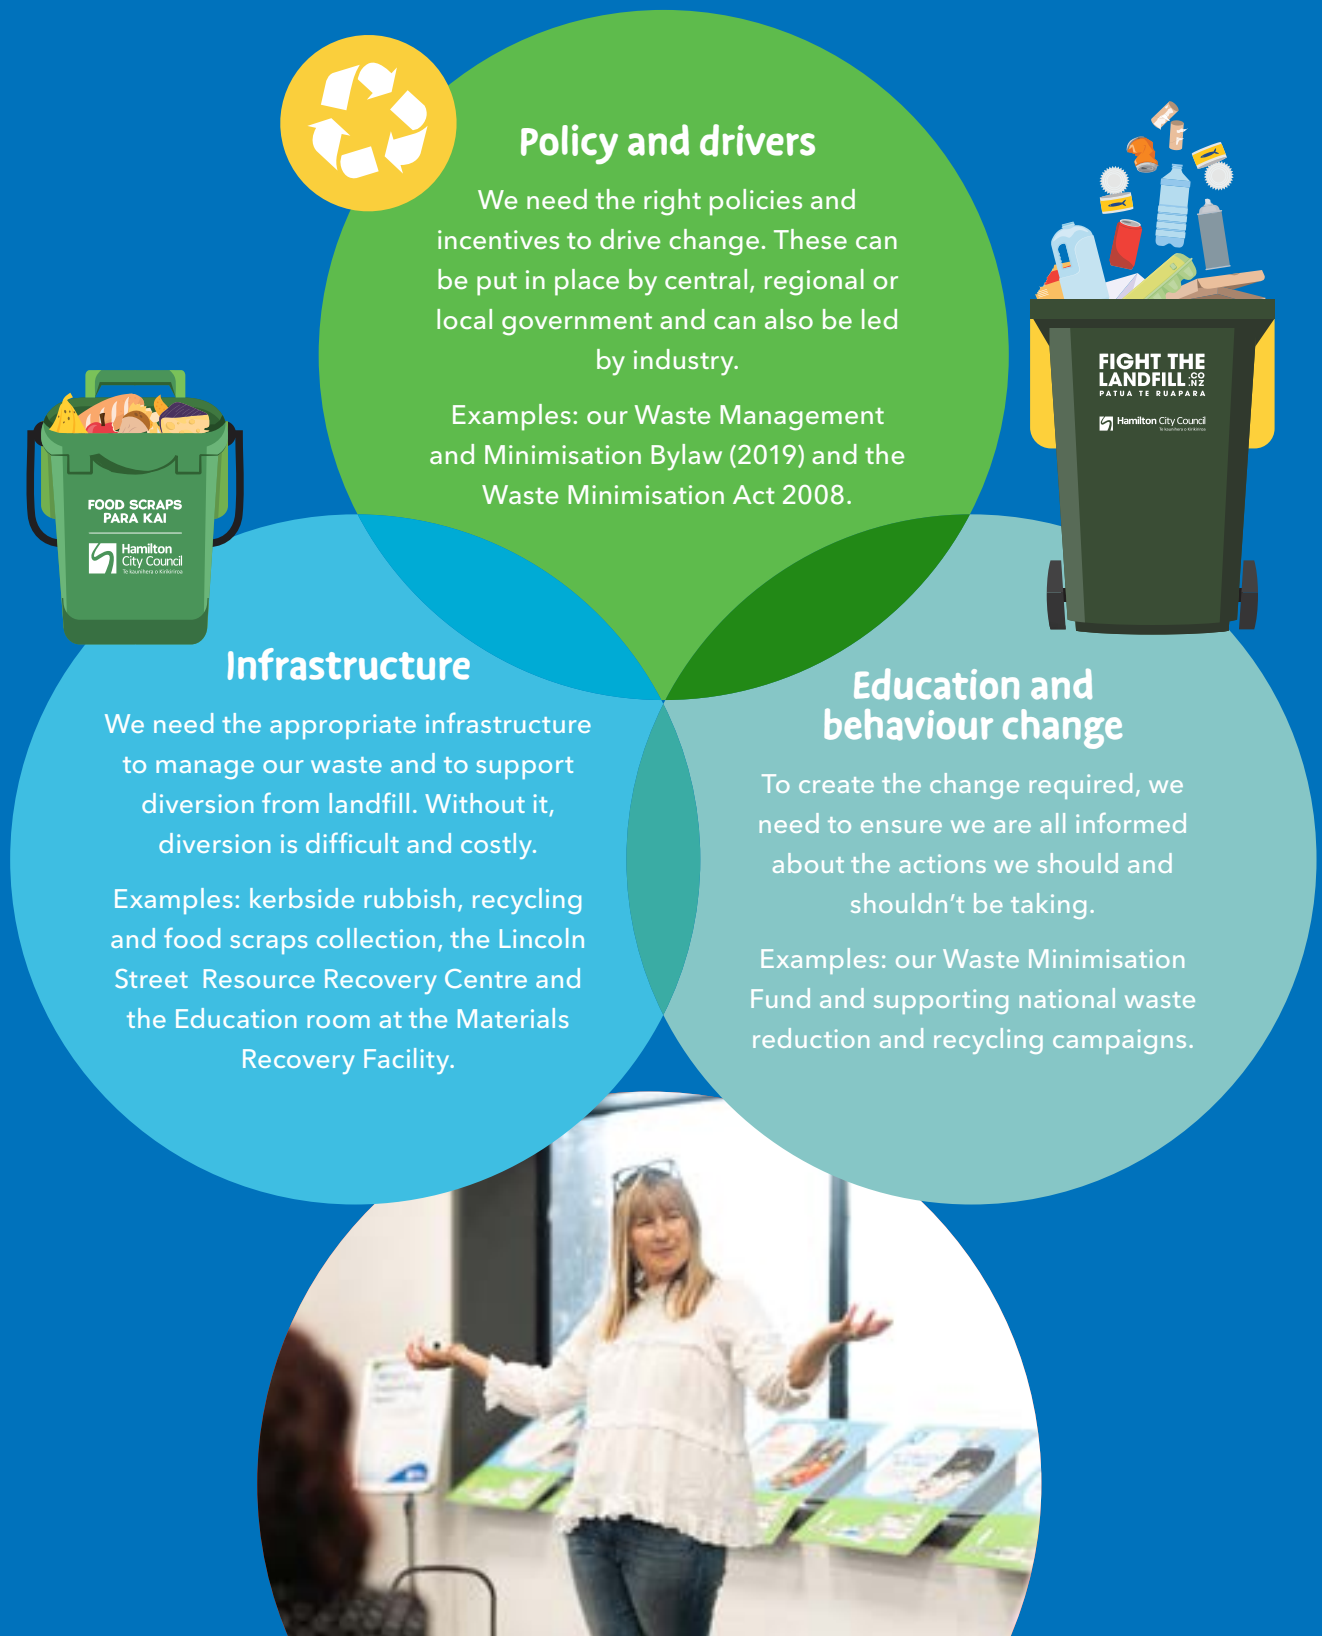 Policy and drivers
We need the right policies and
incentives to drive change. These can
be put in place by central, regional or
local government and can also be led
by industry.
Examples: our Waste Management
and Minimisation Bylaw (2019) and the
Waste Minimisation Act 2008.
FIGHT THE
LANDFILL .CO.NZ
PATUA TE RUAPARA
Hamilton City Council
Te kaunihera o Kirikiriroa
FOOD SCRAPS
PARA KAI
Hamilton
City Council
Te kaunihera o Kirikiriroa
Infrastructure
We need the appropriate infrastructure
to manage our waste and to support
diversion from landfill. Without it,
diversion is difficult and costly.
Examples: kerbside rubbish, recycling
and food scraps collection, the Lincoln
Street Resource Recovery Centre and
the Education room at the Materials
Recovery Facility.
Education and
behaviour change
To create the change required, we
need to ensure we are all informed
about the actions we should and
shouldn't be taking.
Examples: our Waste Minimisation
Fund and supporting national waste
reduction and recycling campaigns.